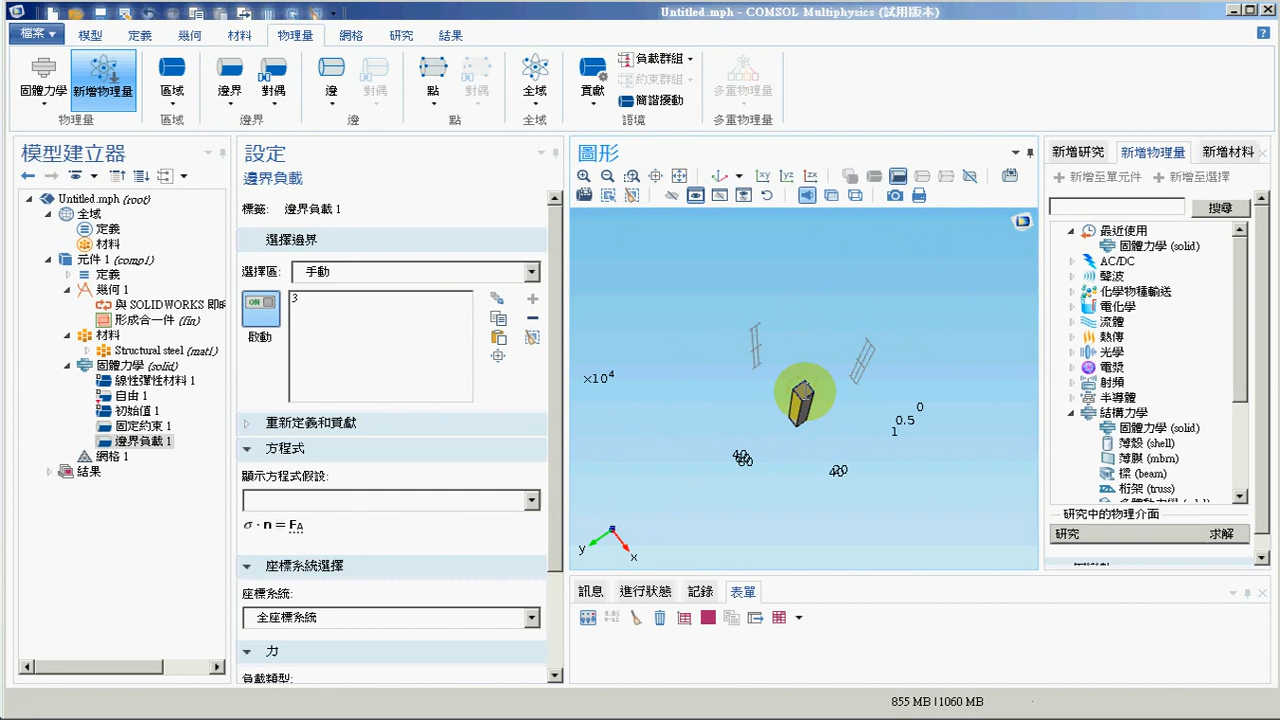 Untitled.mph - COMSOL Multiphysics (試用版本)
檔案 模型 定義 幾何 材料 物理量 網格 研究 結果
固體力學 新增物理量 區域 邊界 對偶 邊 對偶 點 對偶 全域 貢獻 負載群組 約束群組 簡諧擾動 多重物理量
物理量 區域 邊界 邊 點 全域 語境 多重物理量
模型建立器
Untitled.mph (root)
全域
定義
材料
元件 1 (comp1)
定義
幾何 1
與 SOLIDWORKS 即時
形成合一件 (fin)
材料
Structural steel (mat1)
固體力學 (solid)
線性彈性材料 1
自由 1
初始值 1
固定約束 1
邊界負載 1
網格 1
結果
設定
邊界負載
標籤: 邊界負載 1
選擇邊界
選擇區: 手動
ON
3
啟動
重新定義和貢獻
方程式
顯示方程式假設:
σ · n = FA
座標系統選擇
座標系統:
全座標系統
力
負載類型:
圖形
xy yz zx
×10⁴
0
0.5
1
y x
訊息 進行狀態 記錄 表單
新增研究 新增物理量 新增材料
新增至單元件 新增至選擇
搜尋
最近使用
固體力學 (solid)
AC/DC
聲波
化學物種輸送
電化學
流體
熱傳
光學
電漿
射頻
半導體
結構力學
固體力學 (solid)
薄殼 (shell)
薄膜 (mbm)
樑 (beam)
桁架 (truss)
研究中的物理介面
研究 求解
855 MB | 1060 MB